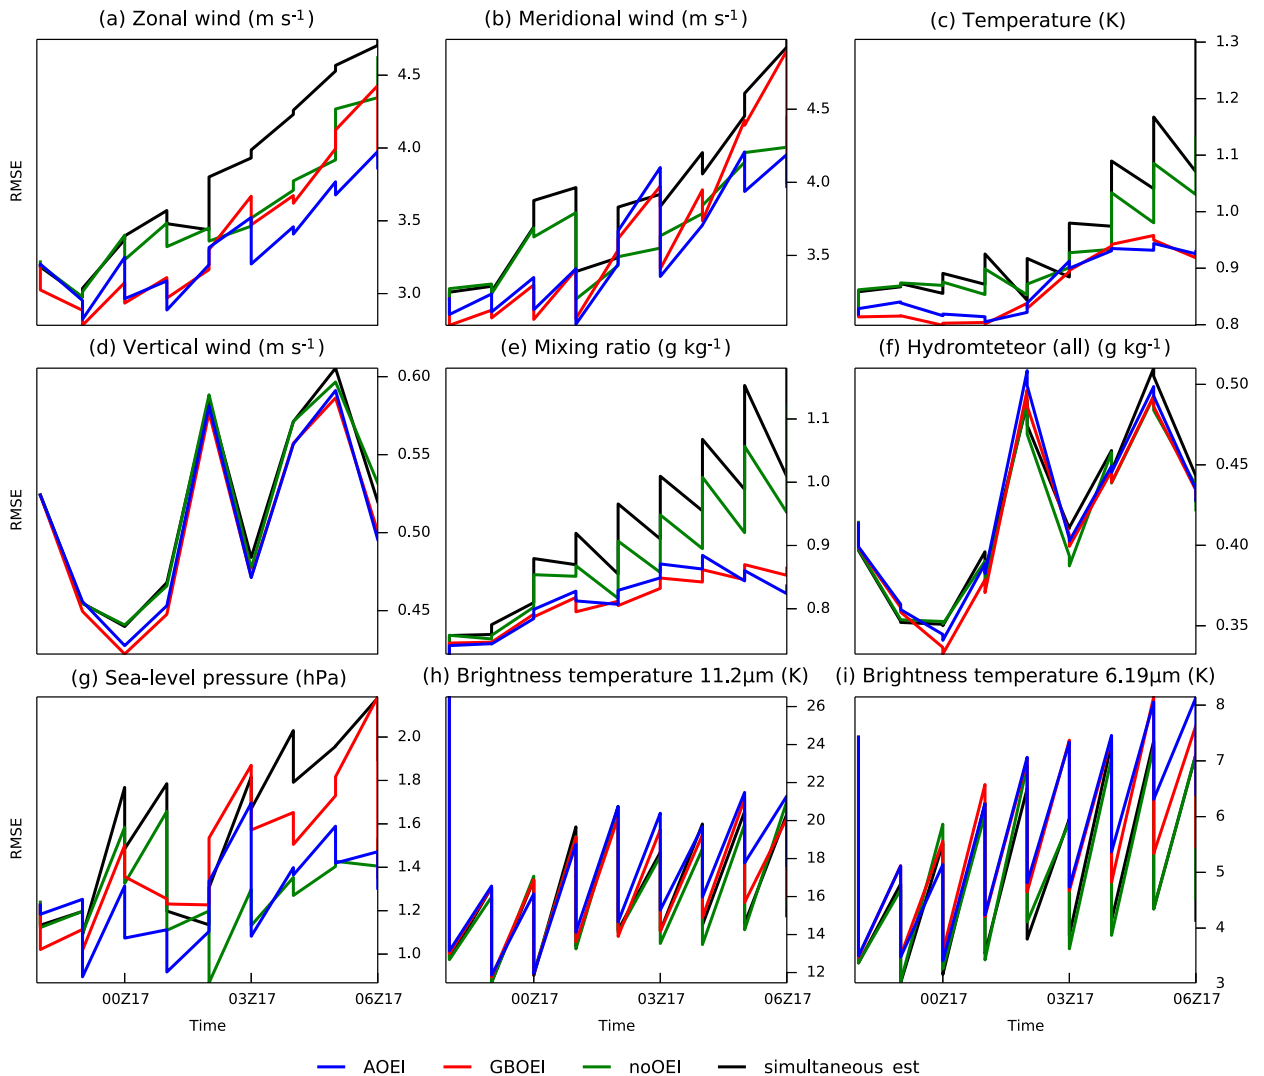 (a) Zonal wind (m s-1)
(b) Meridional wind (m s-1)
(c) Temperature (K)
RMSE
4.5
4.0
3.5
3.0
4.5
4.0
3.5
1.3
1.2
1.1
1.0
0.9
0.8
(d) Vertical wind (m s-1)
(e) Mixing ratio (g kg-1)
(f) Hydromteteor (all) (g kg-1)
RMSE
0.60
0.55
0.50
0.45
1.1
1.0
0.9
0.8
0.50
0.45
0.40
0.35
(g) Sea-level pressure (hPa)
(h) Brightness temperature 11.2μm (K)
(i) Brightness temperature 6.19μm (K)
RMSE
2.0
1.8
1.6
1.4
1.2
1.0
26
24
22
20
18
16
14
12
8
7
6
5
4
3
00Z17 03Z17 06Z17
00Z17 03Z17 06Z17
00Z17 03Z17 06Z17
Time
Time
Time
AOEI GBOEI noOEI simultaneous est